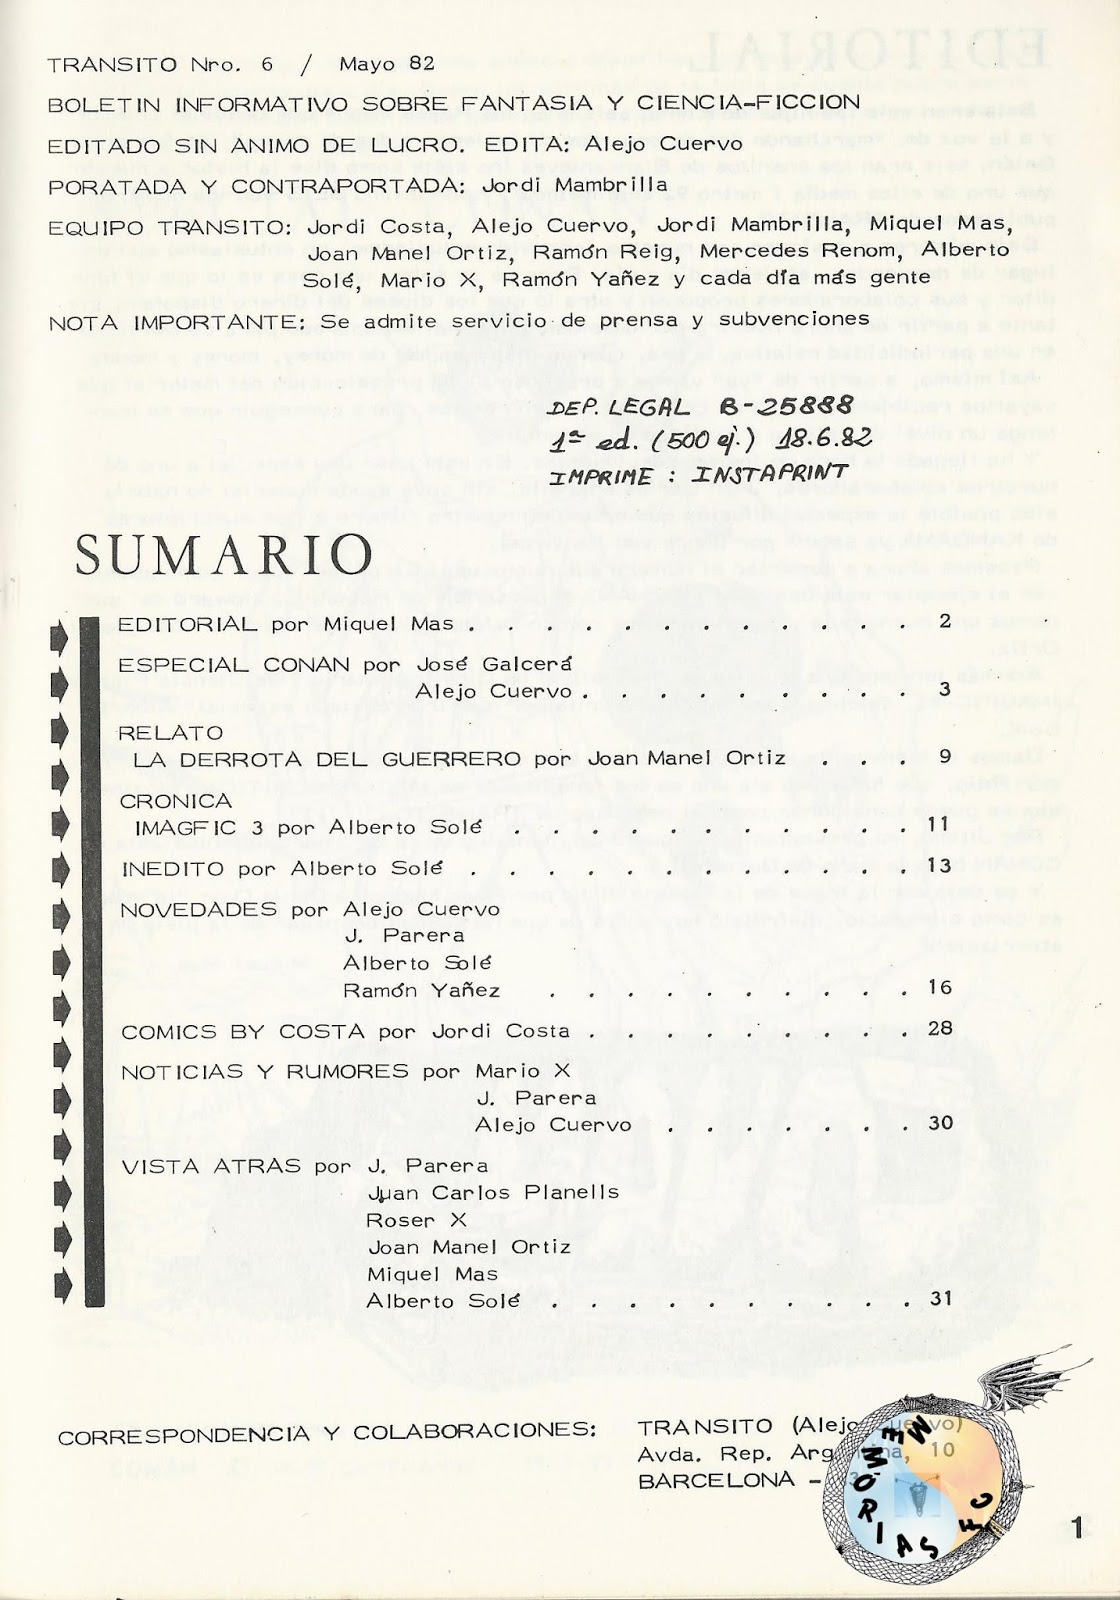 TRANSITO Nro. 6 / Mayo 82
BOLETIN INFORMATIVO SOBRE FANTASIA Y CIENCIA-FICCION
EDITADO SIN ANIMO DE LUCRO. EDITA: Alejo Cuervo
PORATADA Y CONTRAPORTADA: Jordi Mambrilla
EQUIPO TRANSITO: Jordi Costa, Alejo Cuervo, Jordi Mambrilla, Miquel Mas,
Joan Manel Ortiz, Ramón Reig, Mercedes Renom, Alberto
Solé, Mario X, Ramón Yañez y cada día más gente
NOTA IMPORTANTE: Se admite servicio de prensa y subvenciones
DEP. LEGAL B-25888
1ª ed. (500 ej.) 18.6.82
IMPRIME: INSTAPRINT
SUMARIO
EDITORIAL por Miquel Mas . . . . . . . . . . . . 2
ESPECIAL CONAN por José Galcerá
Alejo Cuervo . . . . . . . . . 3
RELATO
LA DERROTA DEL GUERRERO por Joan Manel Ortiz . . . 9
CRONICA
IMAGFIC 3 por Alberto Solé . . . . . . . . . . . 11
INEDITO por Alberto Solé . . . . . . . . . . . . 13
NOVEDADES por Alejo Cuervo
J. Parera
Alberto Solé
Ramón Yañez . . . . . . . . . . 16
COMICS BY COSTA por Jordi Costa . . . . . . . . . 28
NOTICIAS Y RUMORES por Mario X
J. Parera
Alejo Cuervo . . . . . . . 30
VISTA ATRAS por J. Parera
Juan Carlos Planells
Roser X
Joan Manel Ortiz
Miquel Mas
Alberto Solé . . . . . . . . . . 31
CORRESPONDENCIA Y COLABORACIONES: TRANSITO (Alejo Cuervo)
Avda. Rep. Argentina, 10
BARCELONA -
MEMORIAS
1